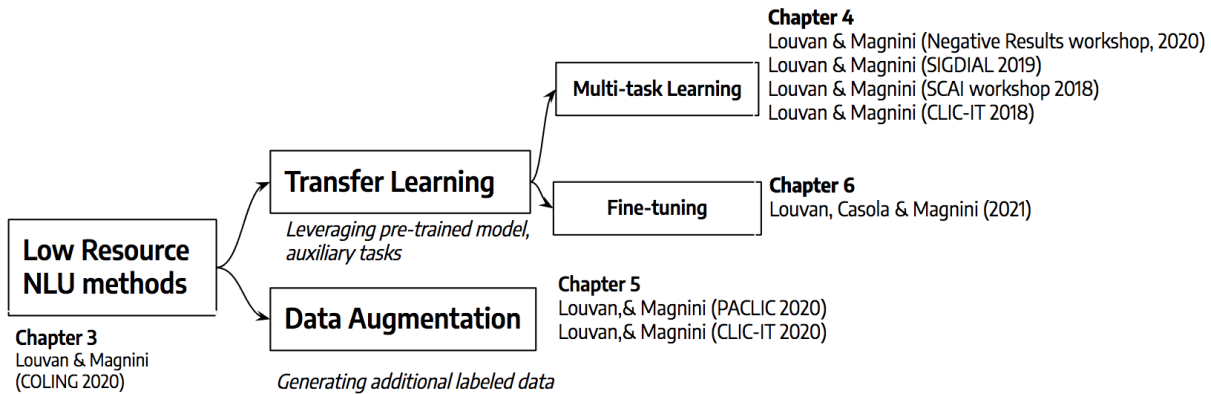 Chapter 4
Louvan & Magnini (Negative Results workshop, 2020)
Louvan & Magnini (SIGDIAL 2019)
Louvan & Magnini (SCAI workshop 2018)
Louvan & Magnini (CLIC-IT 2018)
Multi-task Learning
Transfer Learning
Leveraging pre-trained model,
auxiliary tasks
Fine-tuning
Chapter 6
Louvan, Casola & Magnini (2021)
Low Resource
NLU methods
Chapter 3
Louvan & Magnini
(COLING 2020)
Data Augmentation
Generating additional labeled data
Chapter 5
Louvan,& Magnini (PACLIC 2020)
Louvan,& Magnini (CLIC-IT 2020)